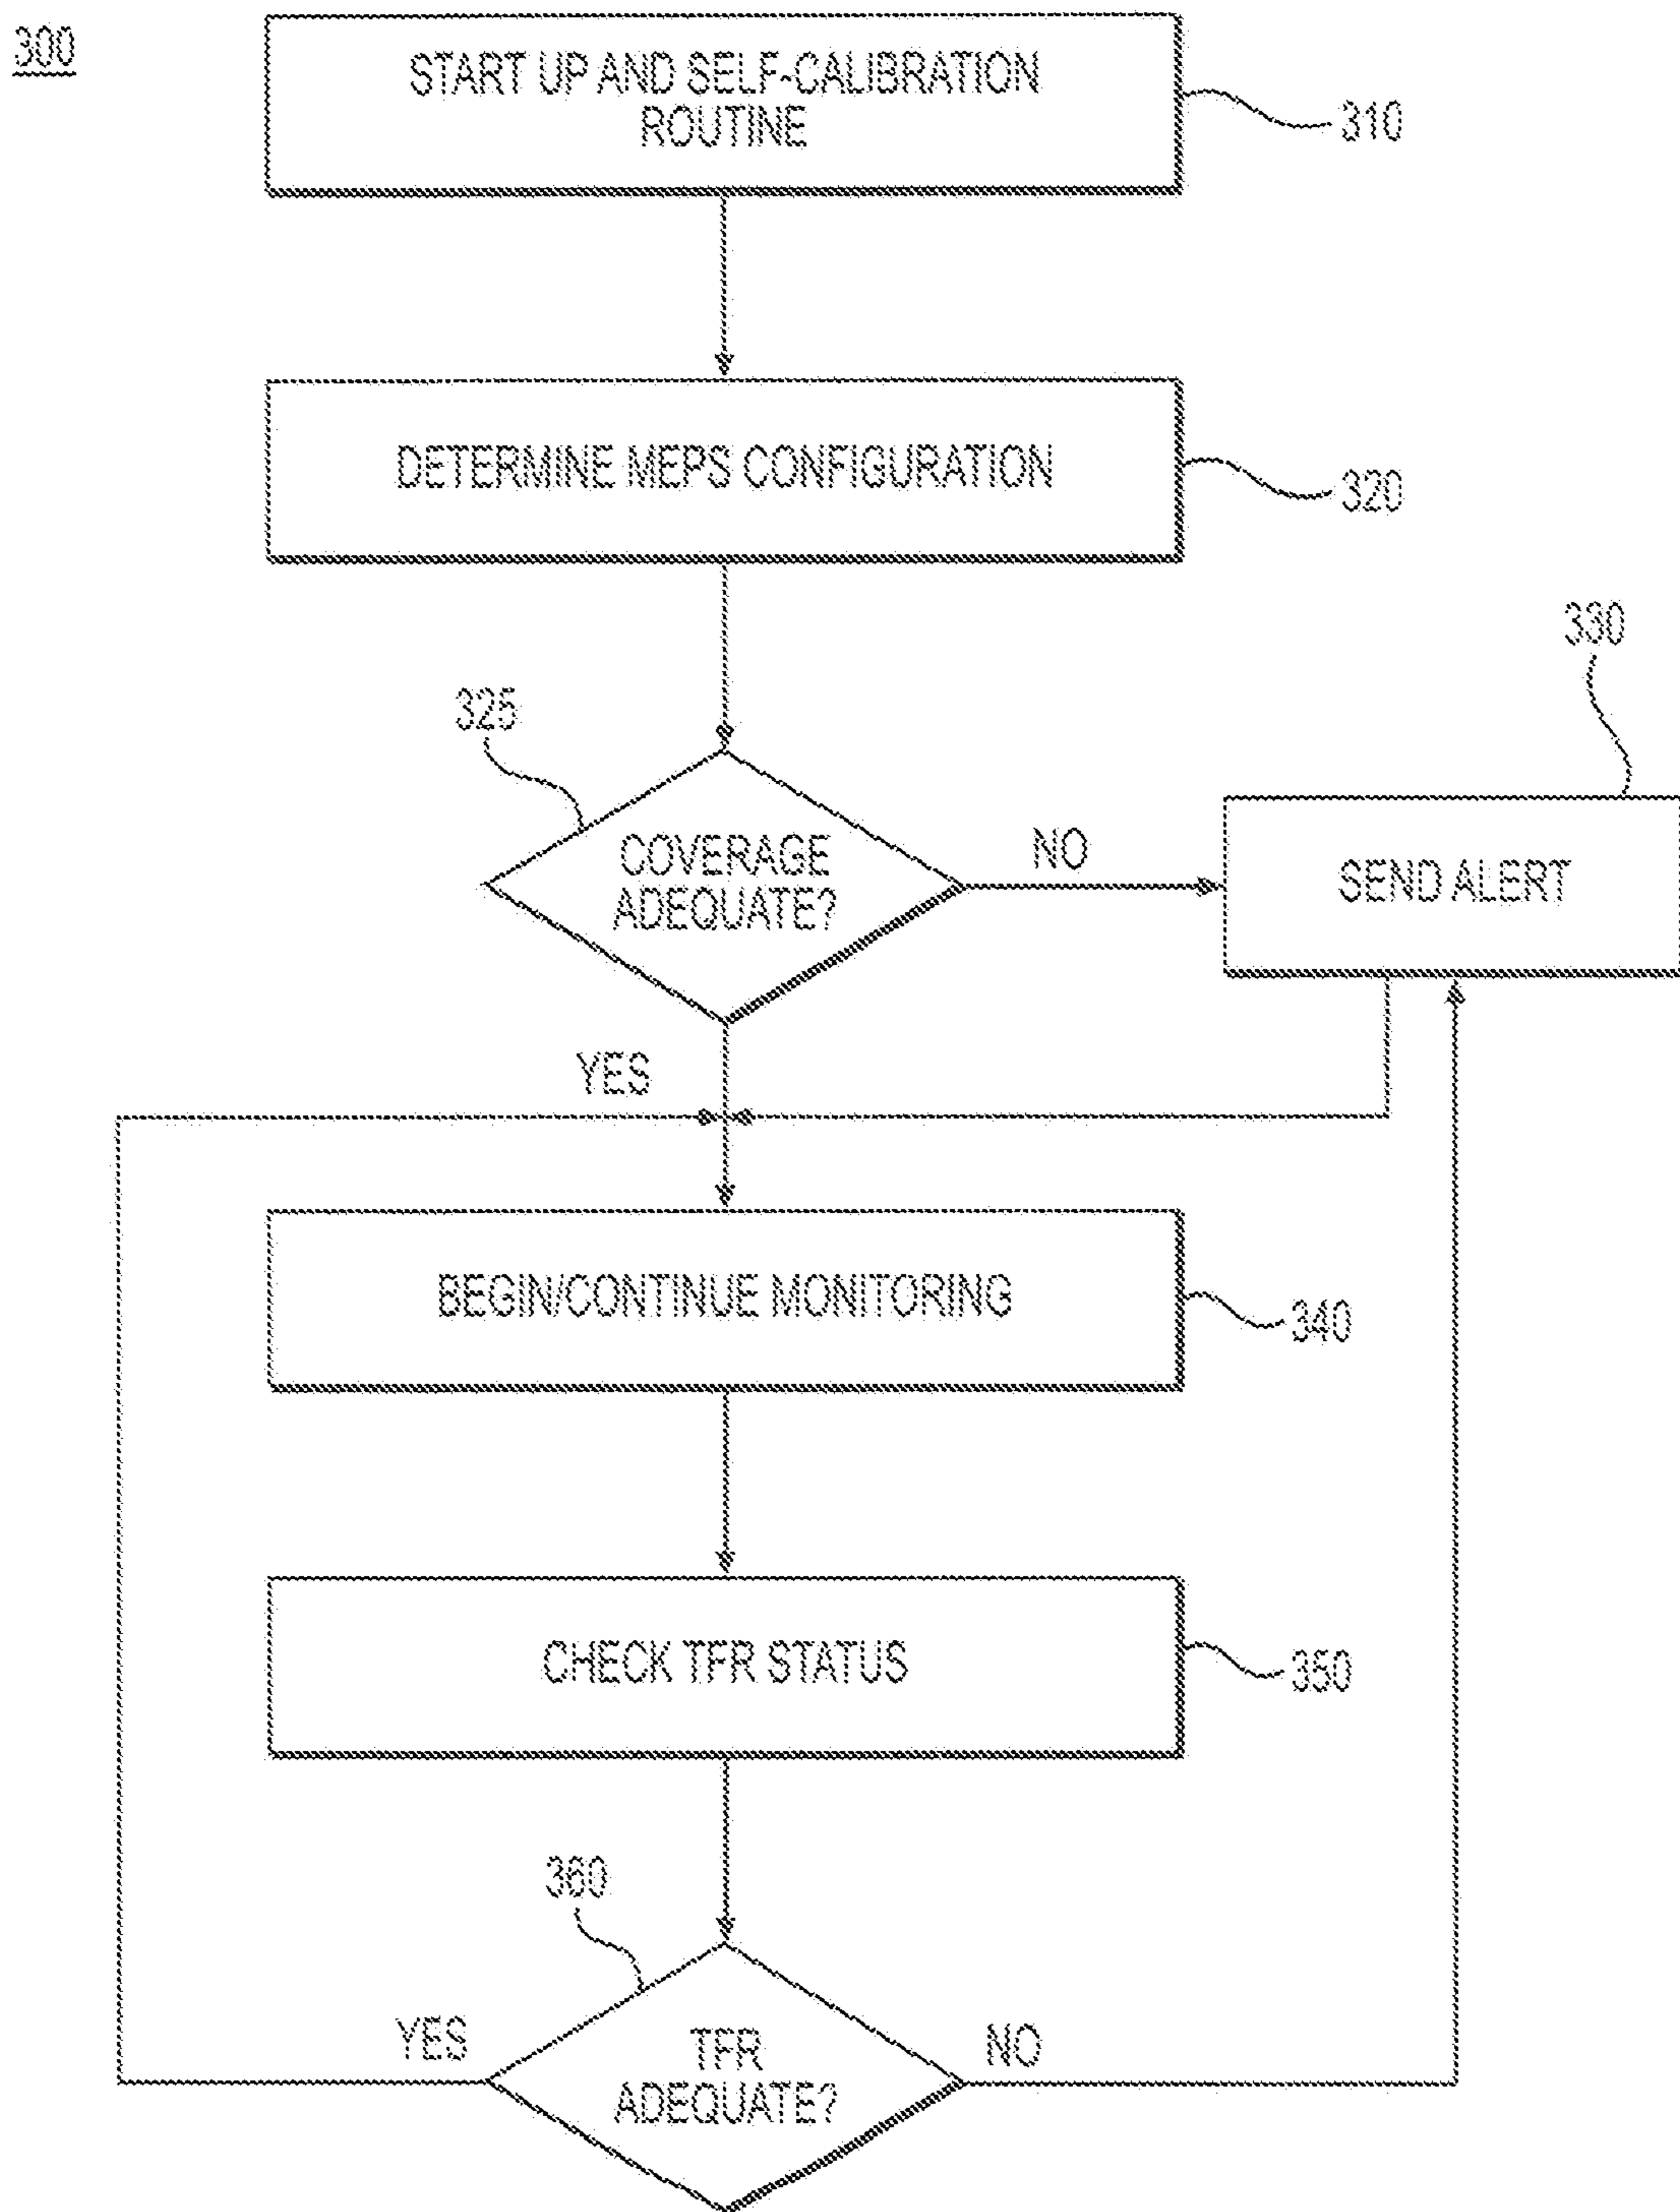 300
START UP AND SELF-CALIBRATION
ROUTINE
310
DETERMINE MEPS CONFIGURATION
320
330
325
COVERAGE
ADEQUATE?
NO
SEND ALERT
YES
BEGIN/CONTINUE MONITORING
340
CHECK TFR STATUS
350
360
YES
TFR
ADEQUATE?
NO